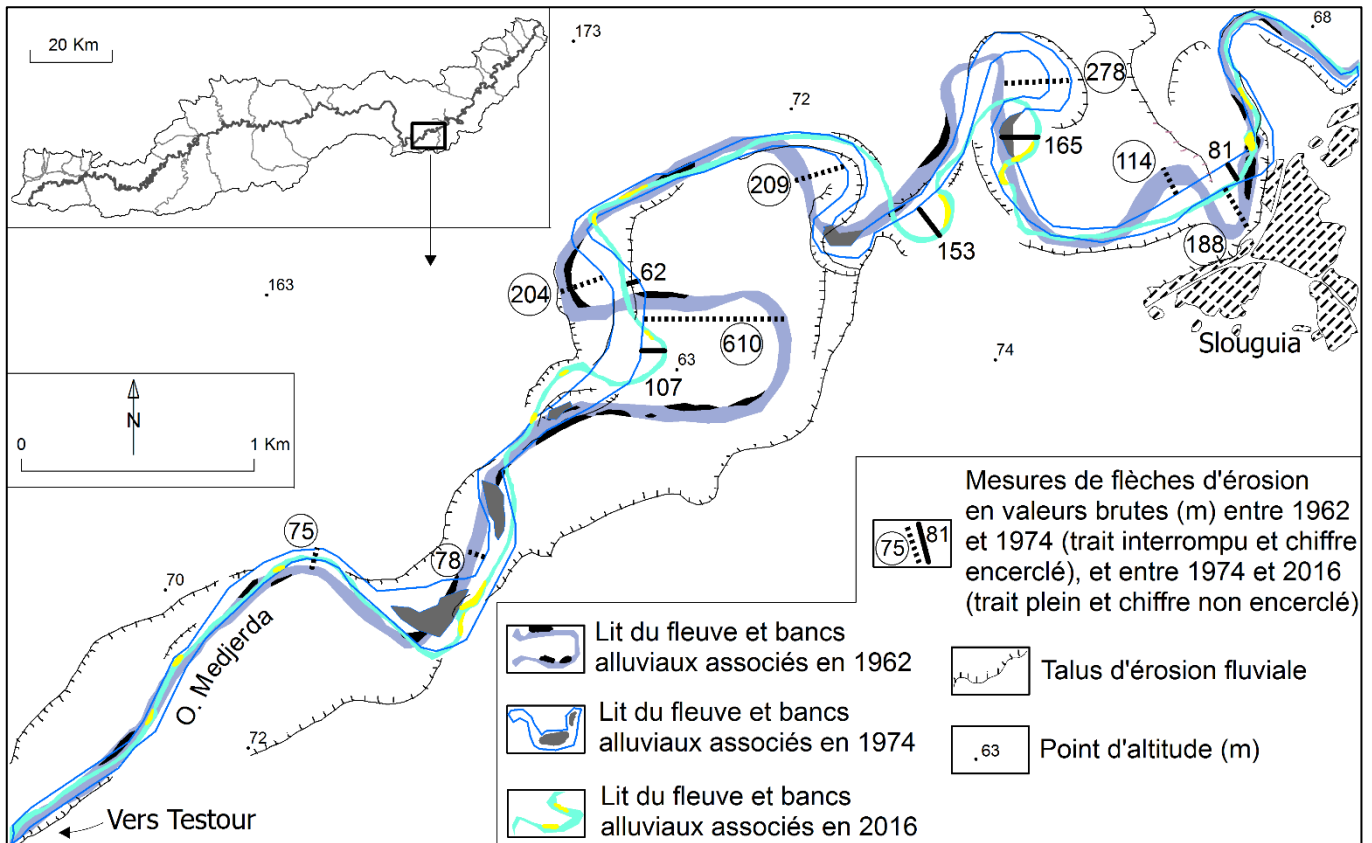 20 Km
173
68
72
278
165
114
81
209
153
188
163
204
62
610
63
107
74
Slouguia
N
0
1 Km
75
78
70
O. Medjerda
72
Vers Testour
75
81
Mesures de flèches d'érosion
en valeurs brutes (m) entre 1962
et 1974 (trait interrompu et chiffre
encerclé), et entre 1974 et 2016
(trait plein et chiffre non encerclé)
Lit du fleuve et bancs
alluviaux associés en 1962
Lit du fleuve et bancs
alluviaux associés en 1974
Lit du fleuve et bancs
alluviaux associés en 2016
Talus d'érosion fluviale
63
Point d'altitude (m)